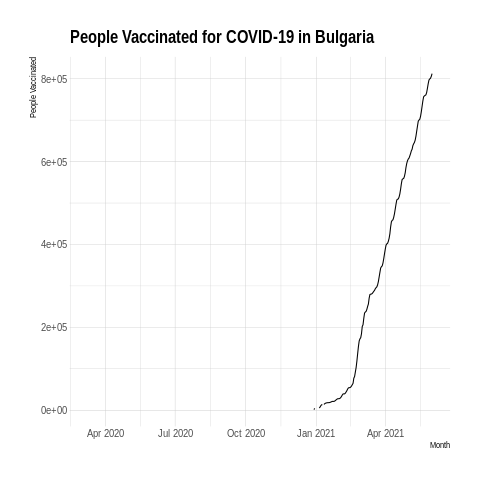 People Vaccinated for COVID-19 in Bulgaria
People Vaccinated
8e+05
6e+05
4e+05
2e+05
0e+00
Apr 2020 Jul 2020 Oct 2020 Jan 2021 Apr 2021
Month